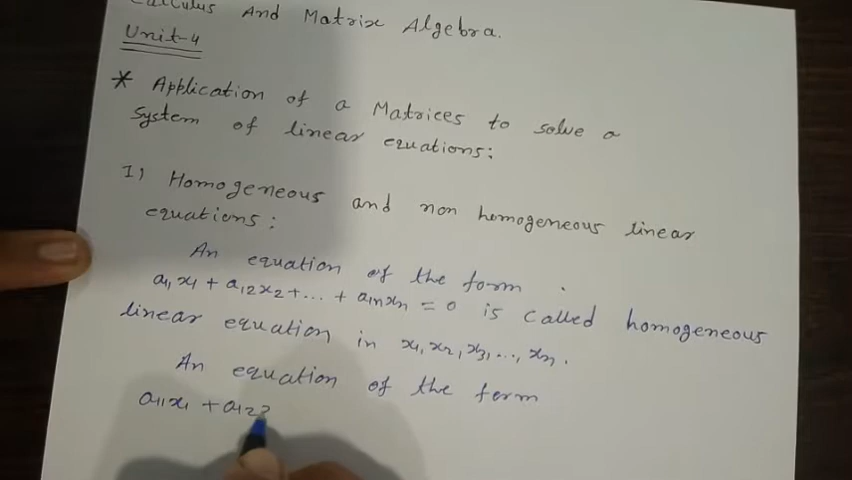 Calculus And Matrix Algebra.
Unit-4
* Application of a Matrices to solve a
system of linear equations:
I) Homogeneous and non homogeneous linear
equations:
An equation of the form
a₁₁x₁ + a₁₂x₂ + ... + a₁ₙxₙ = 0 is called homogeneous
linear equation in x₁, x₂, x₃, ..., xₙ.
An equation of the form
a₁₁x₁ + a₁₂